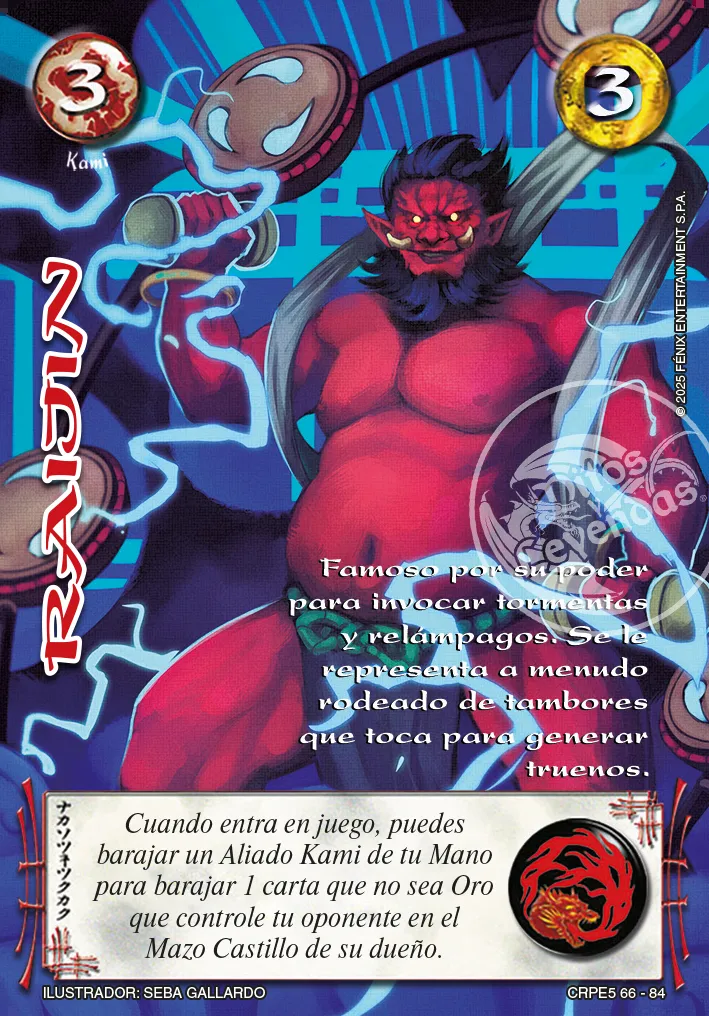 3
3
Kami
RAIJIN
© 2025 FÉNIX ENTERTAINMENT S.P.A.
Mitos
y
Leyendas®
Famoso por su poder
para invocar tormentas
y relámpagos. Se le
representa a menudo
rodeado de tambores
que toca para generar
truenos.
ナカソツネツクカク
Cuando entra en juego, puedes
barajar un Aliado Kami de tu Mano
para barajar 1 carta que no sea Oro
que controle tu oponente en el
Mazo Castillo de su dueño.
ILUSTRADOR: SEBA GALLARDO
CRPE5 66 - 84